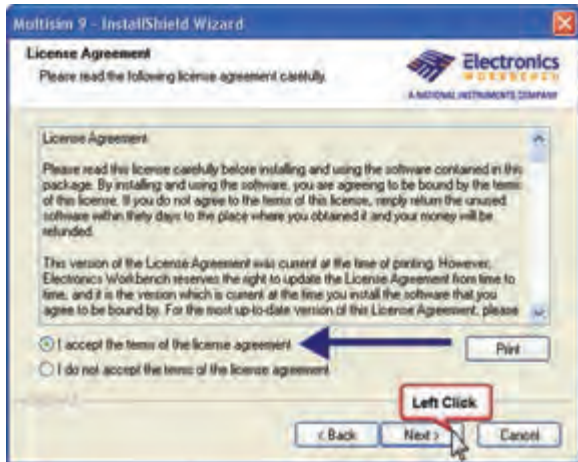 Multisim 9 - InstallShield Wizard
License Agreement
Please read the following license agreement carefully.
Electronics
WORKBENCH
A NATIONAL INSTRUMENTS COMPANY
License Agreement
Please read this license carefully before installing and using the software contained in this
package. By installing and using the software, you are agreeing to be bound by the terms
of this license. If you do not agree to the terms of this license, simply return the unused
software within thirty days to the place where you obtained it and your money will be
refunded.
This version of the License Agreement was current at the time of printing. However,
Electronics Workbench reserves the right to update the License Agreement from time to
time, and it is the version which is current at the time you install the software that you
agree to be bound by. For the most up-to-date version of this License Agreement, please
I accept the terms of the license agreement
Print
I do not accept the terms of the license agreement
Left Click
< Back
Next >
Cancel